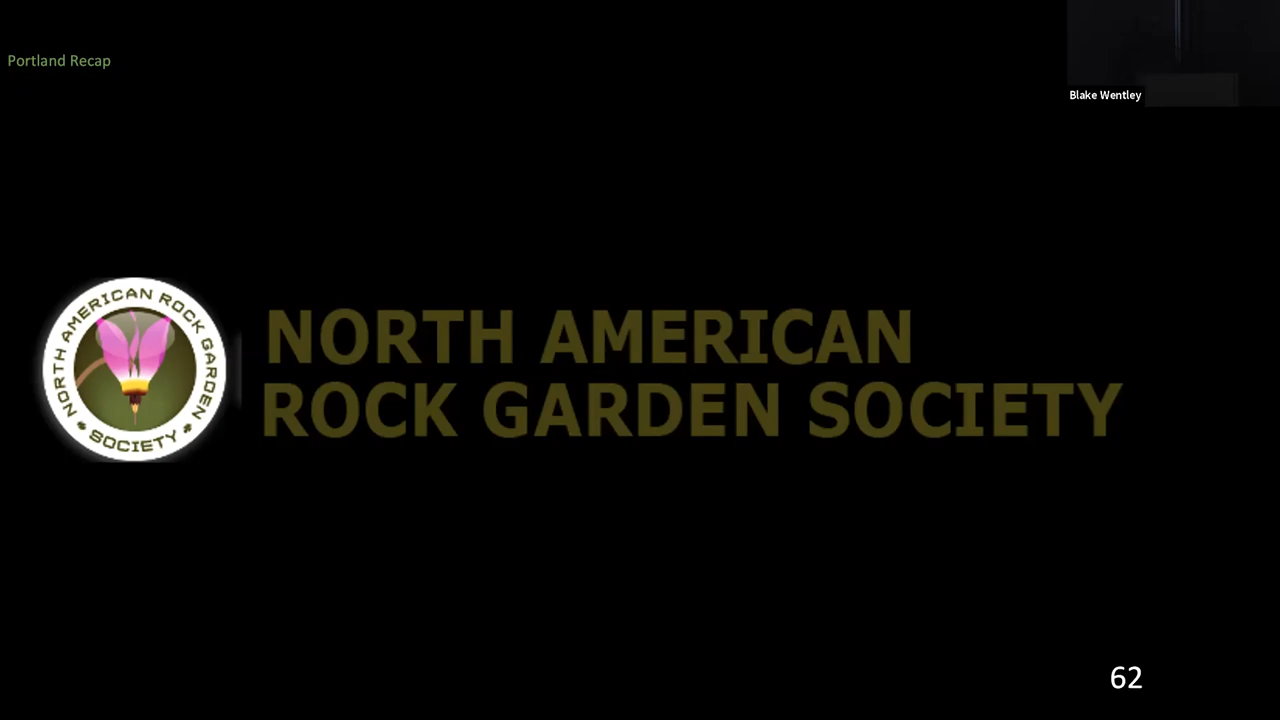 Portland Recap
Blake Wentley
NORTH AMERICAN ROCK GARDEN
SOCIETY
NORTH AMERICAN
ROCK GARDEN SOCIETY
62